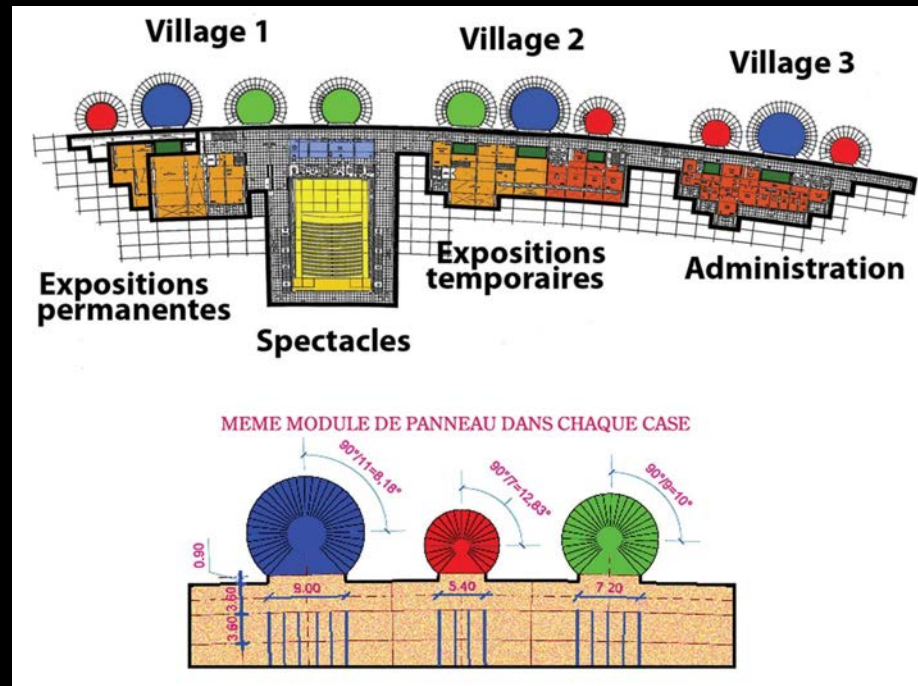 Village 1
Village 2
Village 3
Expositions
permanentes
Spectacles
Expositions
temporaires
Administration
MEME MODULE DE PANNEAU DANS CHAQUE CASE
90°/11=8,18°
90°/7=12,83°
90°/9=10°
0.90
3.60
3.60
9.00
5.40
7.20